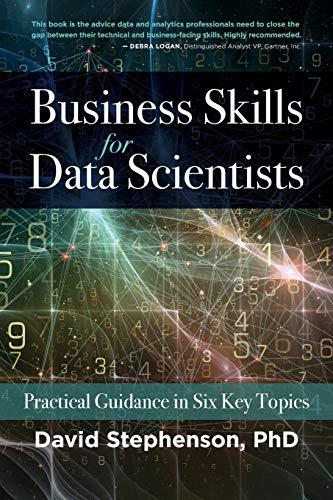 This book is the advice data and analytics professionals need to close the
gap between their technical and business-facing skills. Highly recommended.
— DEBRA LOGAN, Distinguished Analyst VP, Gartner, Inc.
Business Skills
for
Data Scientists
Practical Guidance in Six Key Topics
David Stephenson, PhD